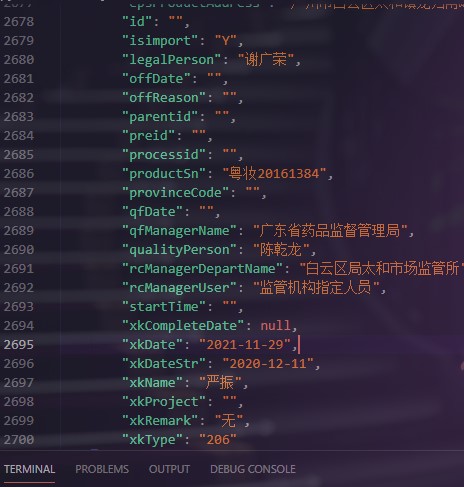 2678 "id": "",
2679 "isimport": "Y",
2680 "legalPerson": "谢广荣",
2681 "offDate": "",
2682 "offReason": "",
2683 "parentid": "",
2684 "preid": "",
2685 "processid": "",
2686 "productSn": "粤妆20161384",
2687 "provinceCode": "",
2688 "qfDate": "",
2689 "qfManagerName": "广东省药品监督管理局",
2690 "qualityPerson": "陈乾龙",
2691 "rcManagerDepartName": "白云区局太和市场监管所
2692 "rcManagerUser": "监管机构指定人员",
2693 "startTime": "",
2694 "xkCompleteDate": null,
2695 "xkDate": "2021-11-29",
2696 "xkDateStr": "2020-12-11",
2697 "xkName": "严振",
2698 "xkProject": "",
2699 "xkRemark": "无",
2700 "xkType": "206"
TERMINAL PROBLEMS OUTPUT DEBUG CONSOLE